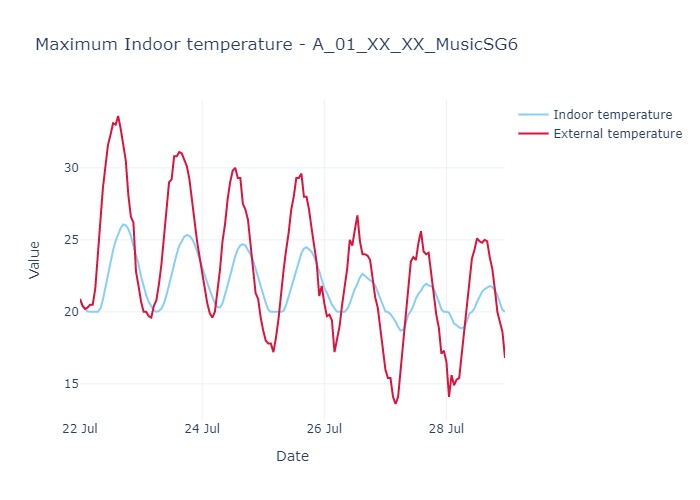 Maximum Indoor temperature - A_01_XX_XX_MusicSG6
Indoor temperature
External temperature
30
25
20
15
Value
22 Jul
24 Jul
26 Jul
28 Jul
Date